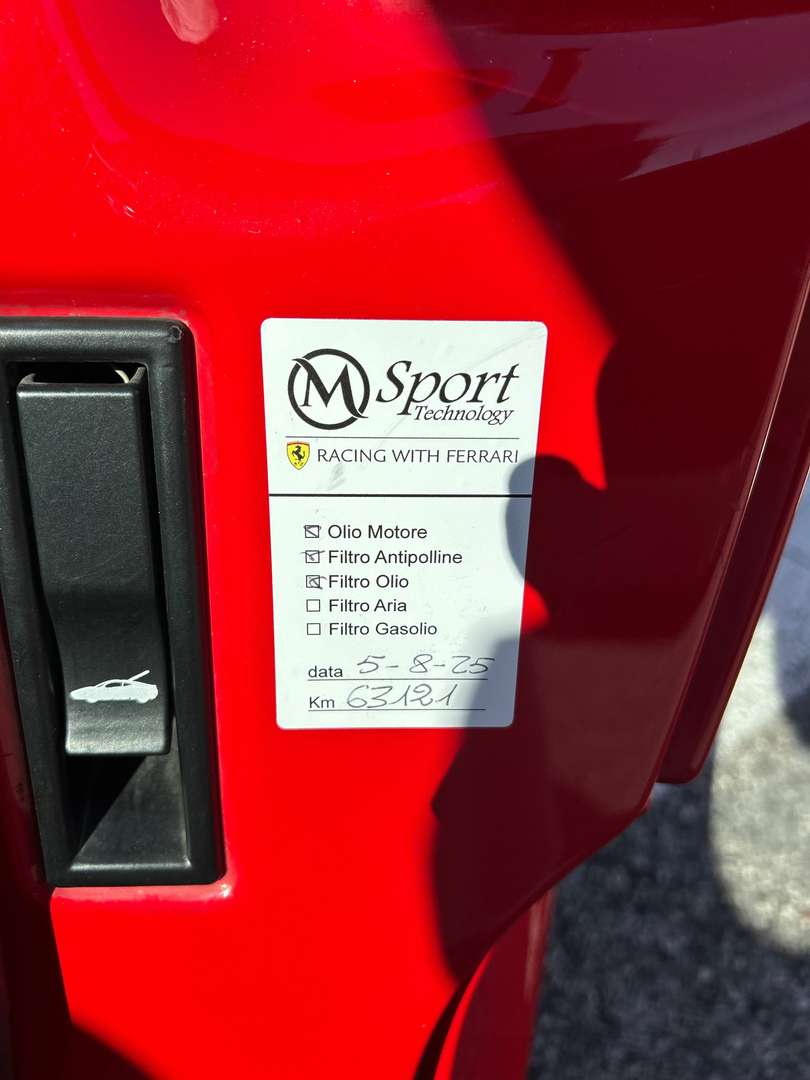 M Sport
Technology
RACING WITH FERRARI
Olio Motore
Filtro Antipolline
Filtro Olio
Filtro Aria
Filtro Gasolio
data 5-8-25
Km 63121